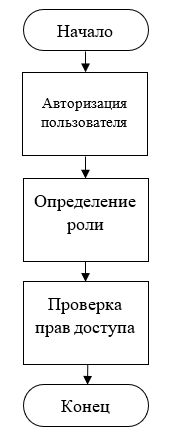 Начало
Авторизация
пользователя
Определение
роли
Проверка
прав доступа
Конец